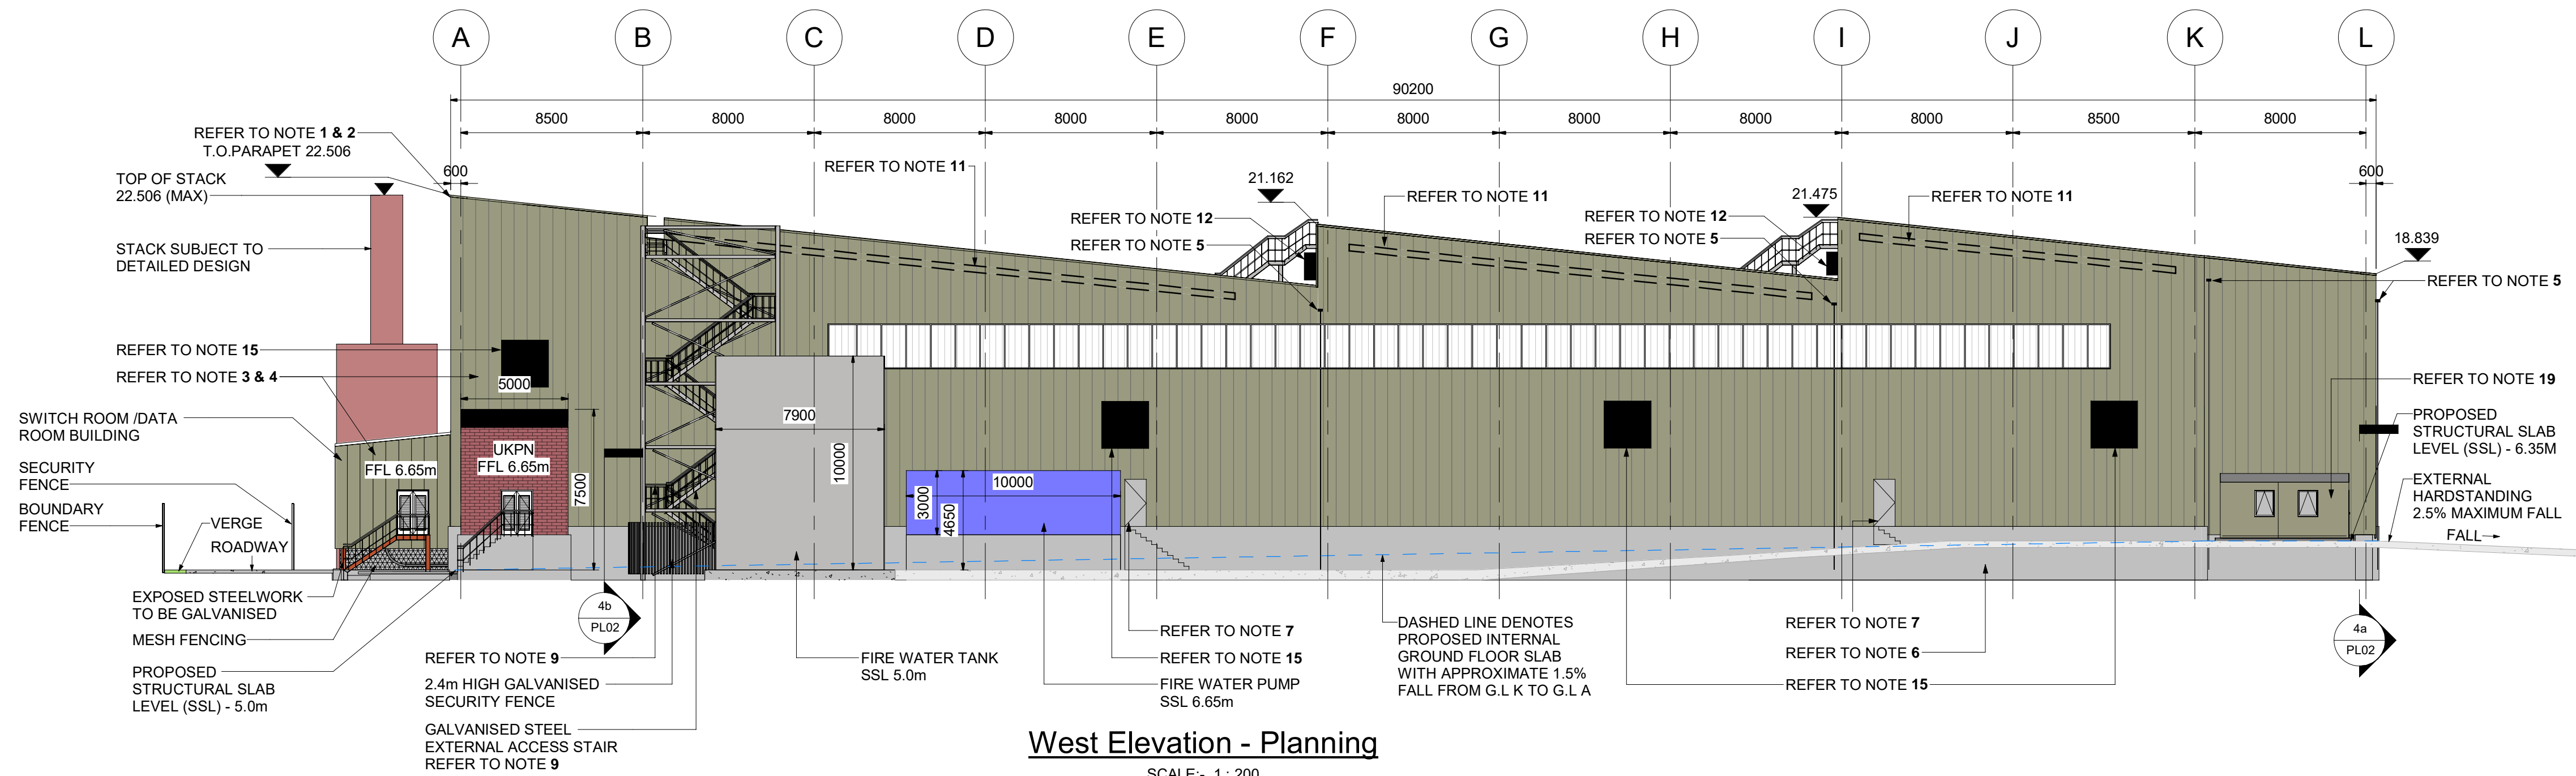 A
B
C
D
E
F
G
H
I
J
K
L
90200
8500
8000
8000
8000
8000
8000
8000
8000
8000
8500
8000
REFER TO NOTE 1 & 2
T.O.PARAPET 22.506
TOP OF STACK
22.506 (MAX)
600
REFER TO NOTE 11
21.162
REFER TO NOTE 12
REFER TO NOTE 5
REFER TO NOTE 11
21.475
REFER TO NOTE 12
REFER TO NOTE 5
REFER TO NOTE 11
600
18.839
REFER TO NOTE 5
STACK SUBJECT TO
DETAILED DESIGN
REFER TO NOTE 15
REFER TO NOTE 3 & 4
5000
SWITCH ROOM /DATA
ROOM BUILDING
SECURITY
FENCE
BOUNDARY
FENCE
VERGE
ROADWAY
FFL 6.65m
UKPN
FFL 6.65m
7500
7900
10000
10000
3000
4650
REFER TO NOTE 19
PROPOSED
STRUCTURAL SLAB
LEVEL (SSL) - 6.35M
EXTERNAL
HARDSTANDING
2.5% MAXIMUM FALL
FALL
EXPOSED STEELWORK
TO BE GALVANISED
MESH FENCING
PROPOSED
STRUCTURAL SLAB
LEVEL (SSL) - 5.0m
4b
PL02
REFER TO NOTE 9
2.4m HIGH GALVANISED
SECURITY FENCE
GALVANISED STEEL
EXTERNAL ACCESS STAIR
REFER TO NOTE 9
FIRE WATER TANK
SSL 5.0m
REFER TO NOTE 7
REFER TO NOTE 15
FIRE WATER PUMP
SSL 6.65m
DASHED LINE DENOTES
PROPOSED INTERNAL
GROUND FLOOR SLAB
WITH APPROXIMATE 1.5%
FALL FROM G.L K TO G.L A
REFER TO NOTE 7
REFER TO NOTE 6
REFER TO NOTE 15
4a
PL02
West Elevation - Planning
SCALE:- 1 : 200